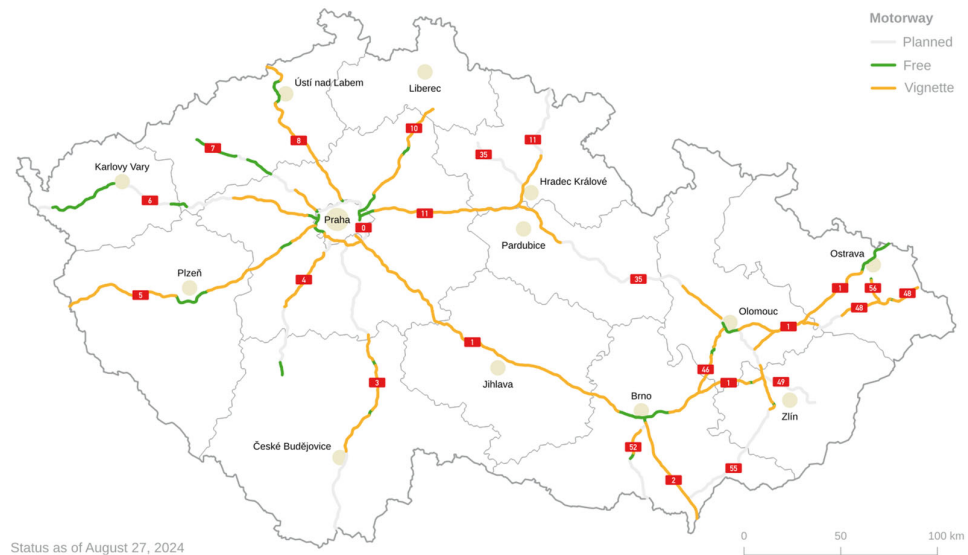 Motorway
Planned
Free
Vignette
Ústí nad Labem
Liberec
10
7
8
11
35
Karlovy Vary
6
Hradec Králové
11
Praha
0
Pardubice
Ostrava
Plzeň
4
35
1
56
48
5
48
Olomouc
1
1
46
3
Jihlava
1
49
Brno
Zlín
České Budějovice
52
55
2
Status as of August 27, 2024
0
50
100 km